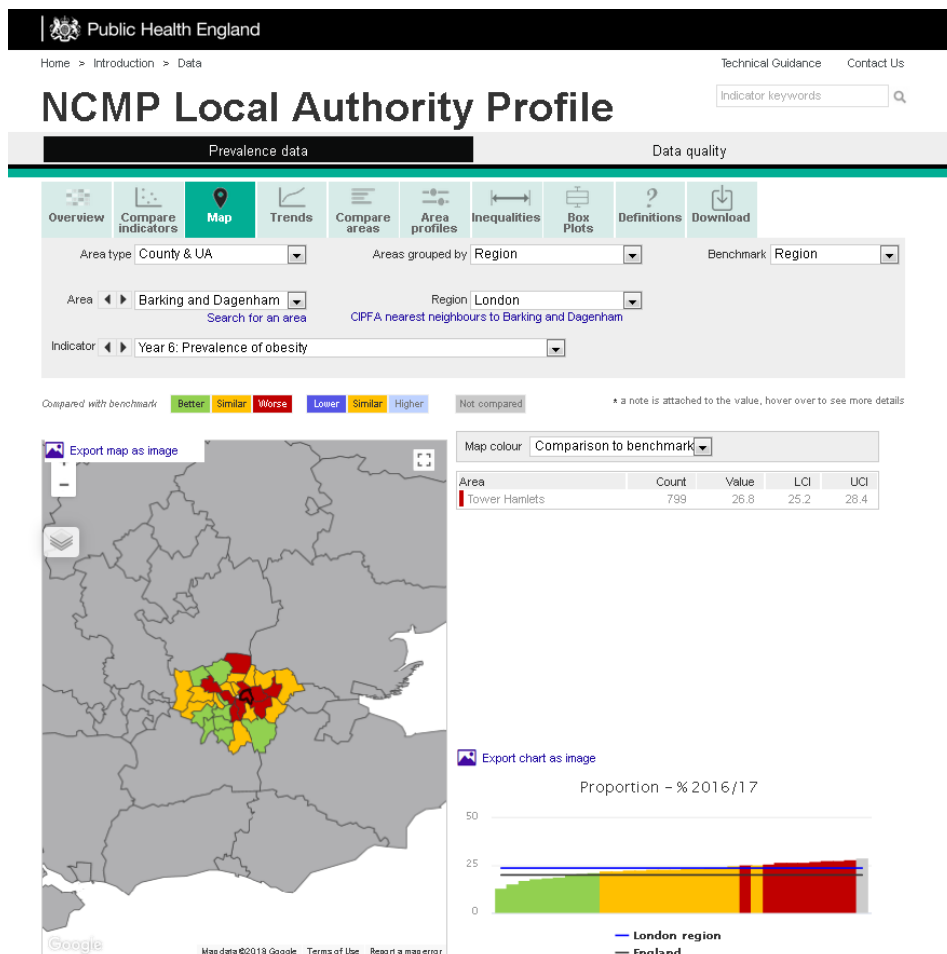 Public Health England
Home > Introduction > Data
Technical Guidance Contact Us
NCMP Local Authority Profile
Indicator keywords
Prevalence data
Data quality
Overview
Compare indicators
Map
Trends
Compare areas
Area profiles
Inequalities
Box Plots
? Definitions
Download
Area type County & UA
Areas grouped by Region
Benchmark Region
Area Barking and Dagenham
Region London
Search for an area
CIPFA nearest neighbours to Barking and Dagenham
Indicator Year 6: Prevalence of obesity
Compared with benchmark Better Similar Worse Lower Similar Higher Not compared
* a note is attached to the value, hover over to see more details
Export map as image
Map colour Comparison to benchmark
Area Count Value LCI UCI
Tower Hamlets 799 26.8 25.2 28.4
Export chart as image
Proportion - % 2016/17
50
25
0
London region
England
Google
Map data ©2018 Google Terms of Use Report a map error